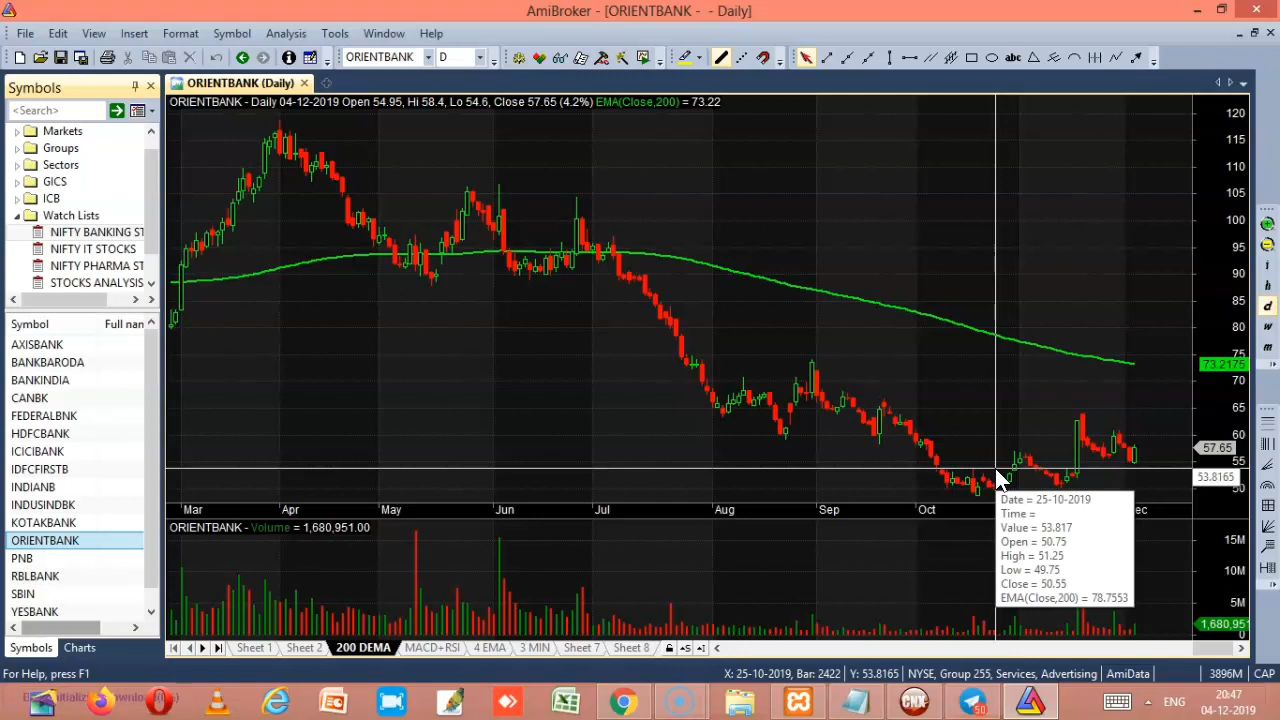 AmiBroker - [ORIENTBANK - - Daily]
File Edit View Insert Format Symbol Analysis Tools Window Help
ORIENTBANK D abc
Symbols
ORIENTBANK (Daily)
<Search>
ORIENTBANK - Daily 04-12-2019 Open 54.95, Hi 58.4, Lo 54.6, Close 57.65 (4.2%) EMA(Close,200) = 73.22
Markets
Groups
Sectors
GICS
ICB
Watch Lists
NIFTY BANKING ST
NIFTY IT STOCKS
NIFTY PHARMA ST
STOCKS ANALYSIS
Symbol Full nan
AXISBANK
BANKBARODA
BANKINDIA
CANBK
FEDERALBNK
HDFCBANK
ICICIBANK
IDFCFIRSTB
INDIANB
INDUSINDBK
KOTAKBANK
ORIENTBANK
PNB
RBLBANK
SBIN
YESBANK
120
115
110
105
100
95
90
85
80
75
73.2175
70
65
60
57.65
55
53.8165
50
i
h
d
w
m
Mar Apr May Jun Jul Aug Sep Oct ec
Date = 25-10-2019
Time =
Value = 53.817
Open = 50.75
High = 51.25
Low = 49.75
Close = 50.55
EMA(Close,200) = 78.7553
ORIENTBANK - Volume = 1,680,951.00
15M
10M
5M
1,680,951
0
Symbols Charts
Sheet 1 Sheet 2 200 DEMA MACD+RSI 4 EMA 3 MIN Sheet 7 Sheet 8
For Help, press F1
X: 25-10-2019, Bar: 2422 Y: 53.8165 NYSE, Group 255, Services, Advertising AmiData 3896M CAP
CNX
50
ENG
20:47
04-12-2019